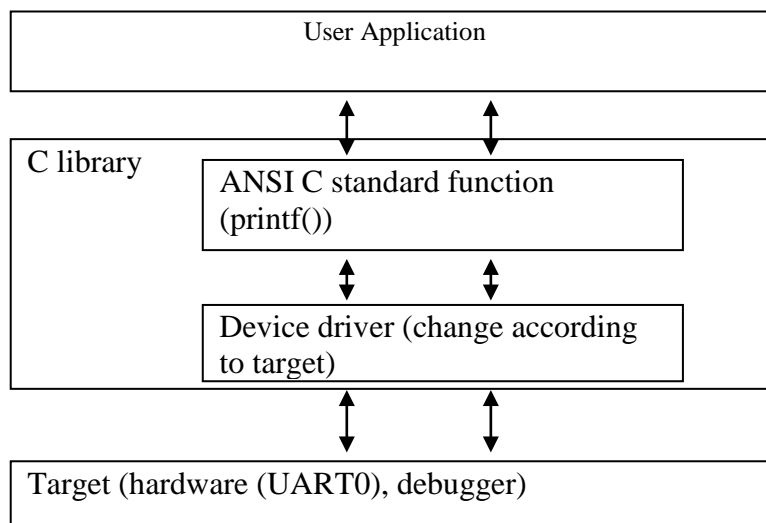 User Application
C library
ANSI C standard function
(printf())
Device driver (change according
to target)
Target (hardware (UART0), debugger)